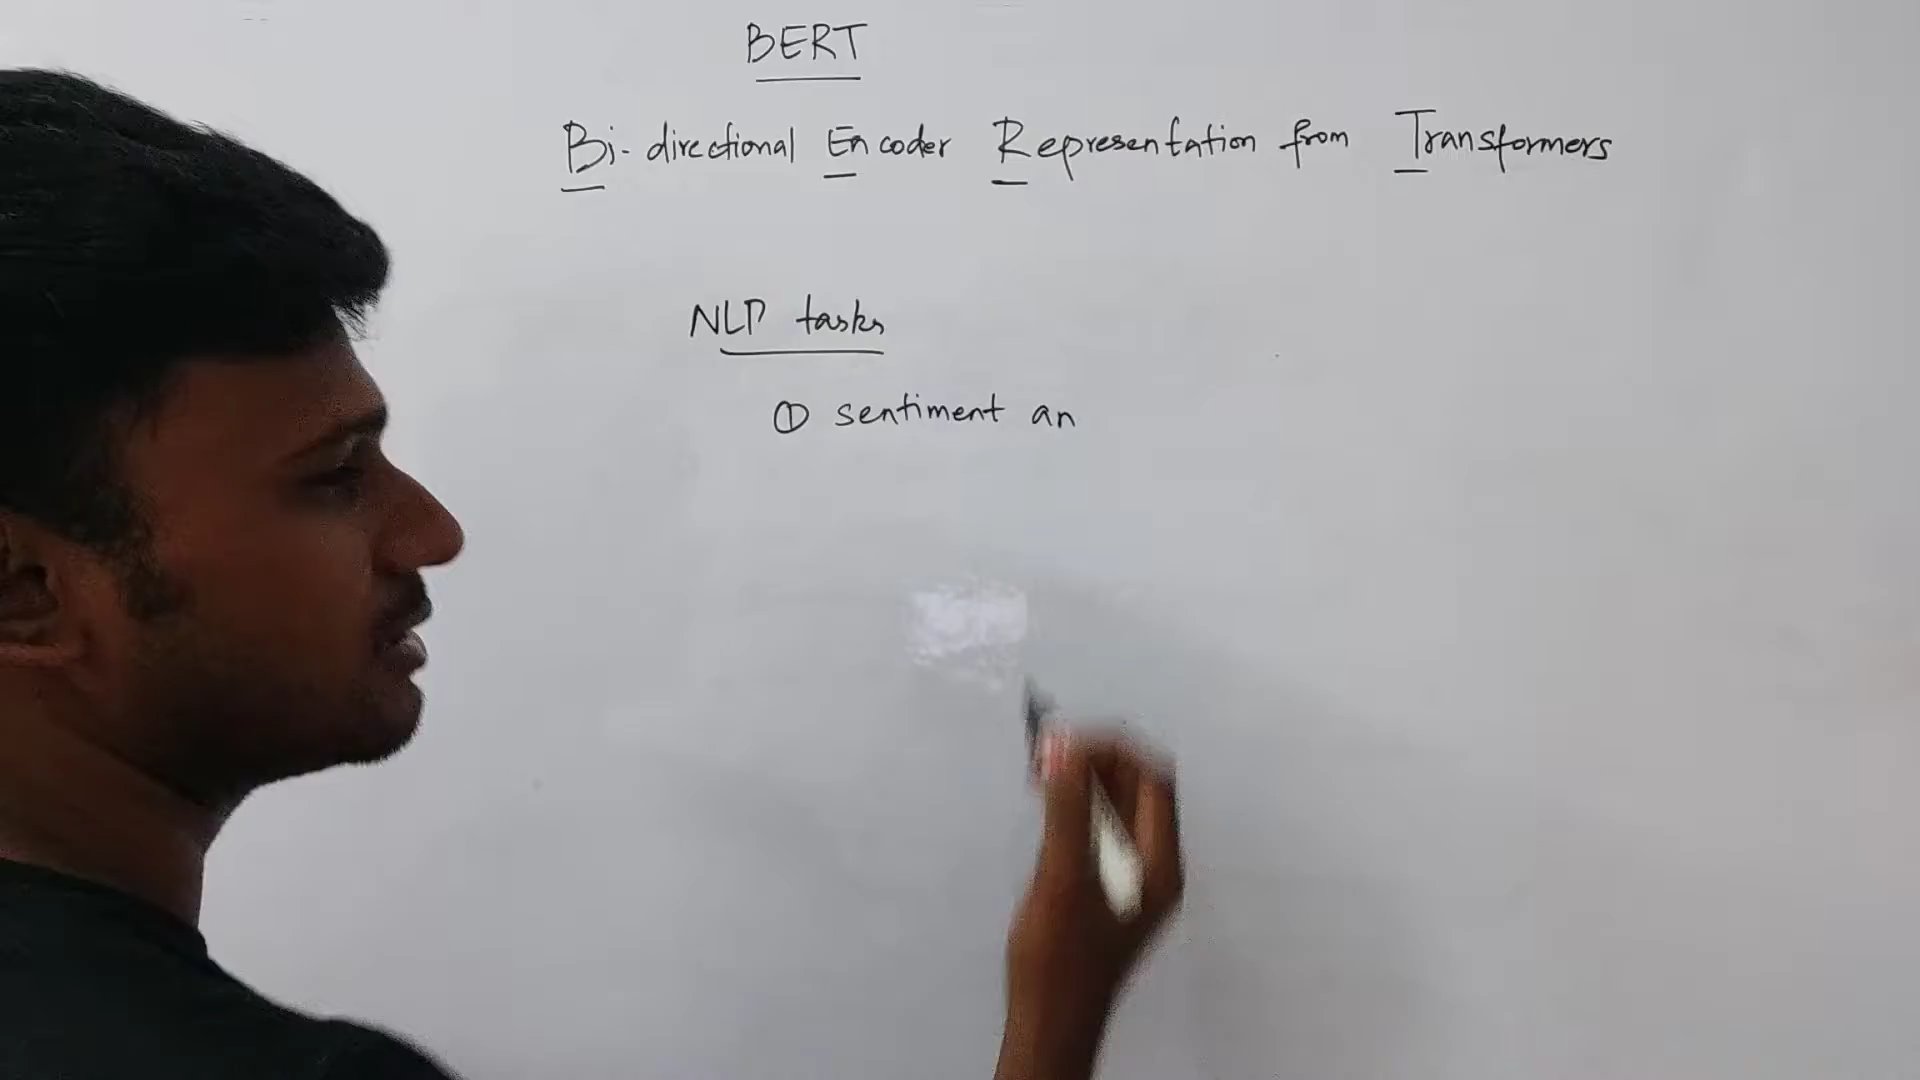 BERT
Bi-directional Encoder Representation from Transformers
NLP tasks
① sentiment an